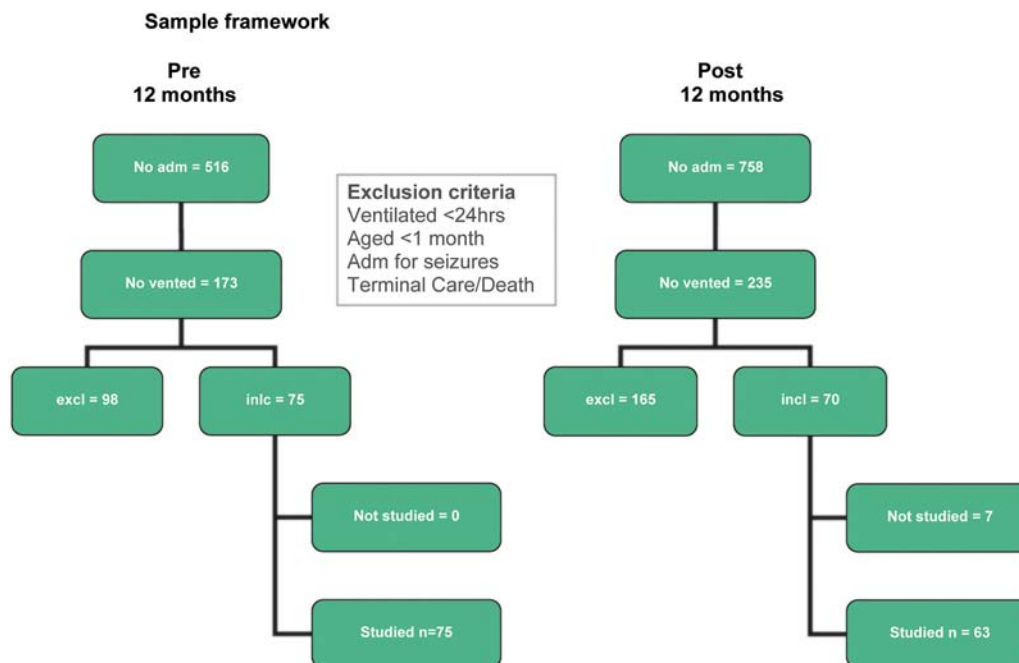 Sample framework
Pre
12 months
No adm = 516
No vented = 173
excl = 98
inlc = 75
Not studied = 0
Studied n=75
Exclusion criteria
Ventilated <24hrs
Aged <1 month
Adm for seizures
Terminal Care/Death
Post
12 months
No adm = 758
No vented = 235
excl = 165
incl = 70
Not studied = 7
Studied n = 63